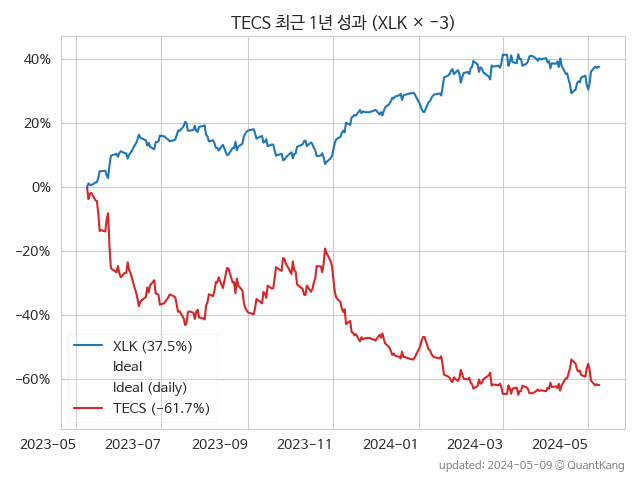 TECS 최근 1년 성과 (XLK × −3)
40%
20%
0%
−20%
−40%
−60%
XLK (37.5%)
Ideal
Ideal (daily)
TECS (−61.7%)
2023-05 2023-07 2023-09 2023-11 2024-01 2024-03 2024-05
updated: 2024-05-09 © QuantKang